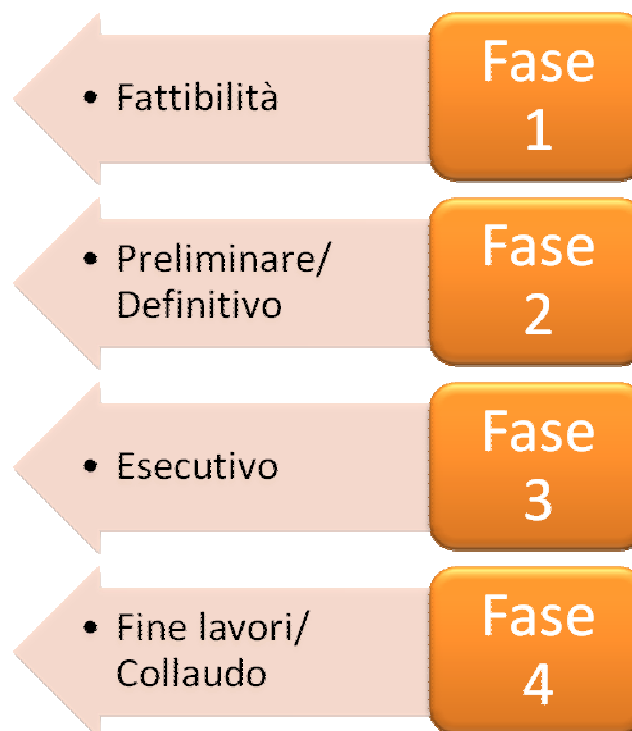 • Fattibilità
Fase
1
• Preliminare/
Definitivo
Fase
2
• Esecutivo
Fase
3
• Fine lavori/
Collaudo
Fase
4